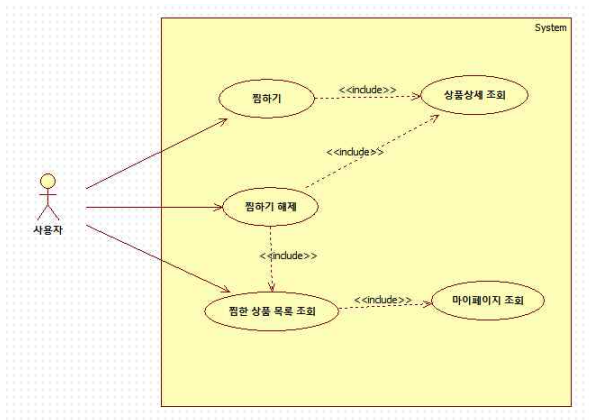 System
찜하기
<<include>>
상품상세 조회
<<include>>
사용자
찜하기 해제
<<include>>
찜한 상품 목록 조회
<<include>>
마이페이지 조회